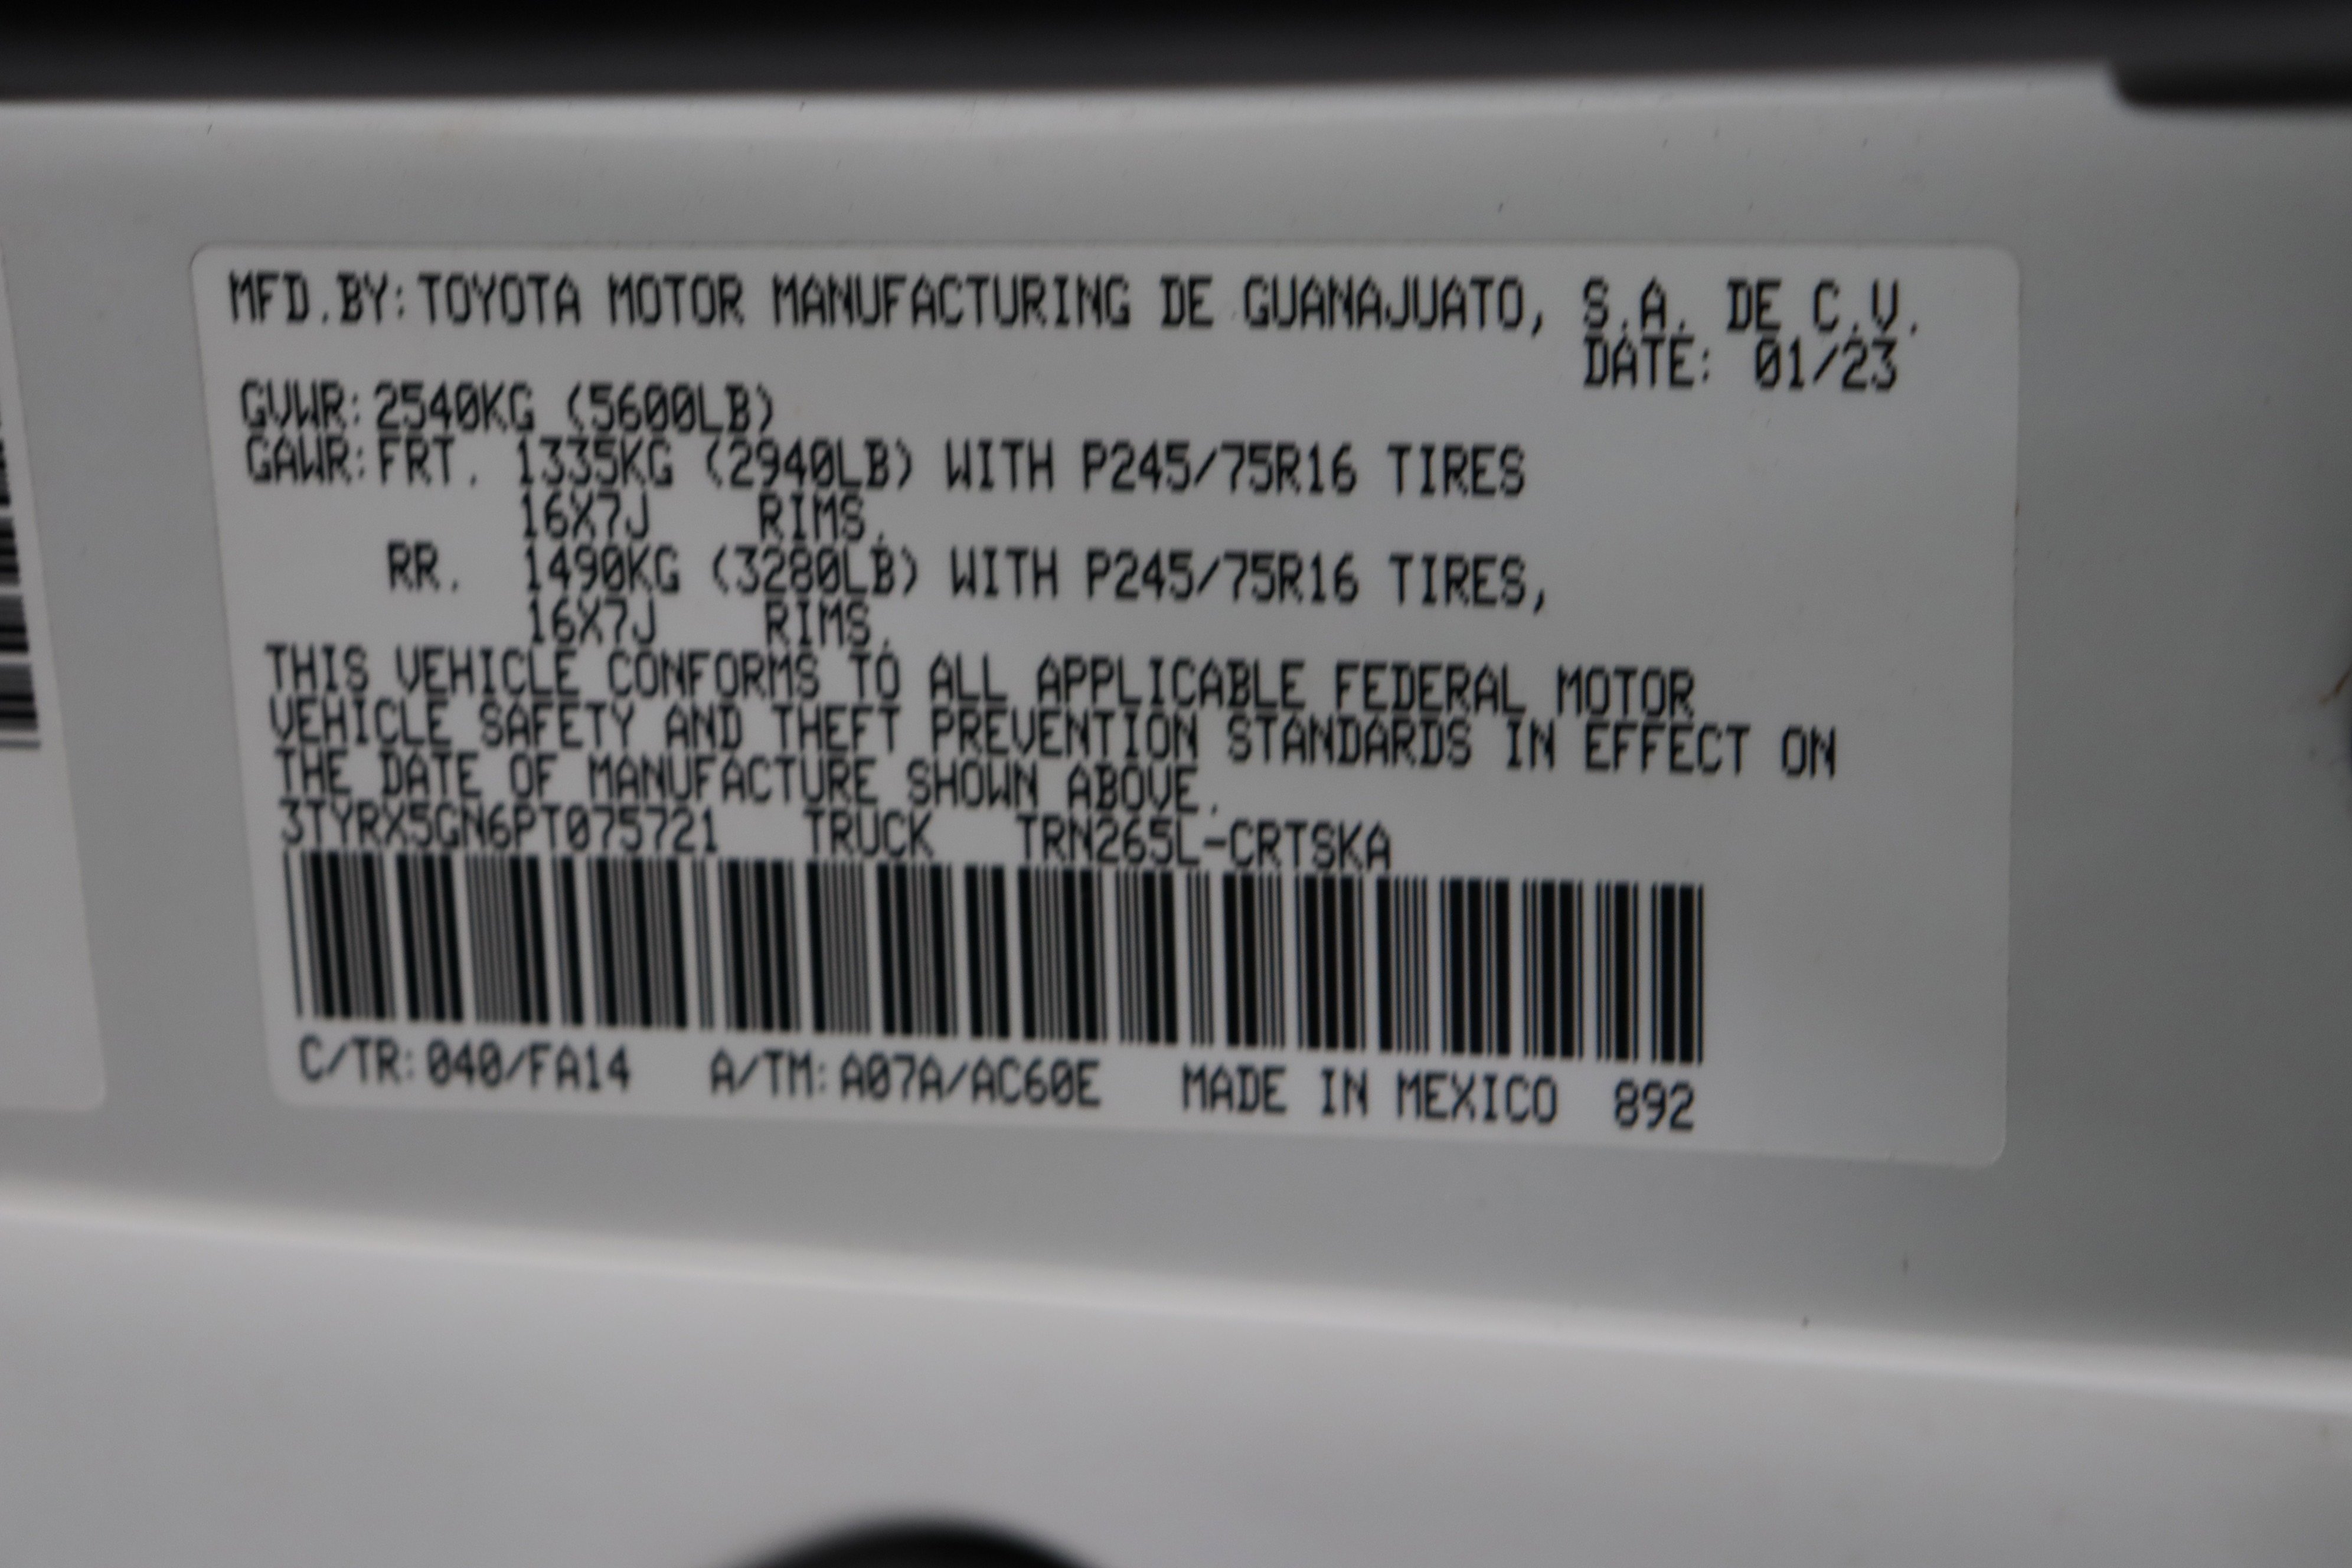 MFD.BY:TOYOTA MOTOR MANUFACTURING DE GUANAJUATO, S.A. DE C.V.
DATE: 01/23
GVWR:2540KG (5600LB)
GAWR:FRT. 1335KG (2940LB) WITH P245/75R16 TIRES
16X7J RIMS.
RR. 1490KG (3280LB) WITH P245/75R16 TIRES,
16X7J RIMS.
THIS VEHICLE CONFORMS TO ALL APPLICABLE FEDERAL MOTOR
VEHICLE SAFETY AND THEFT PREVENTION STANDARDS IN EFFECT ON
THE DATE OF MANUFACTURE SHOWN ABOVE.
3TYRX5GN6PT075721 TRUCK TRN265L-CRTSKA
C/TR:040/FA14 A/TM:A07A/AC60E MADE IN MEXICO 892